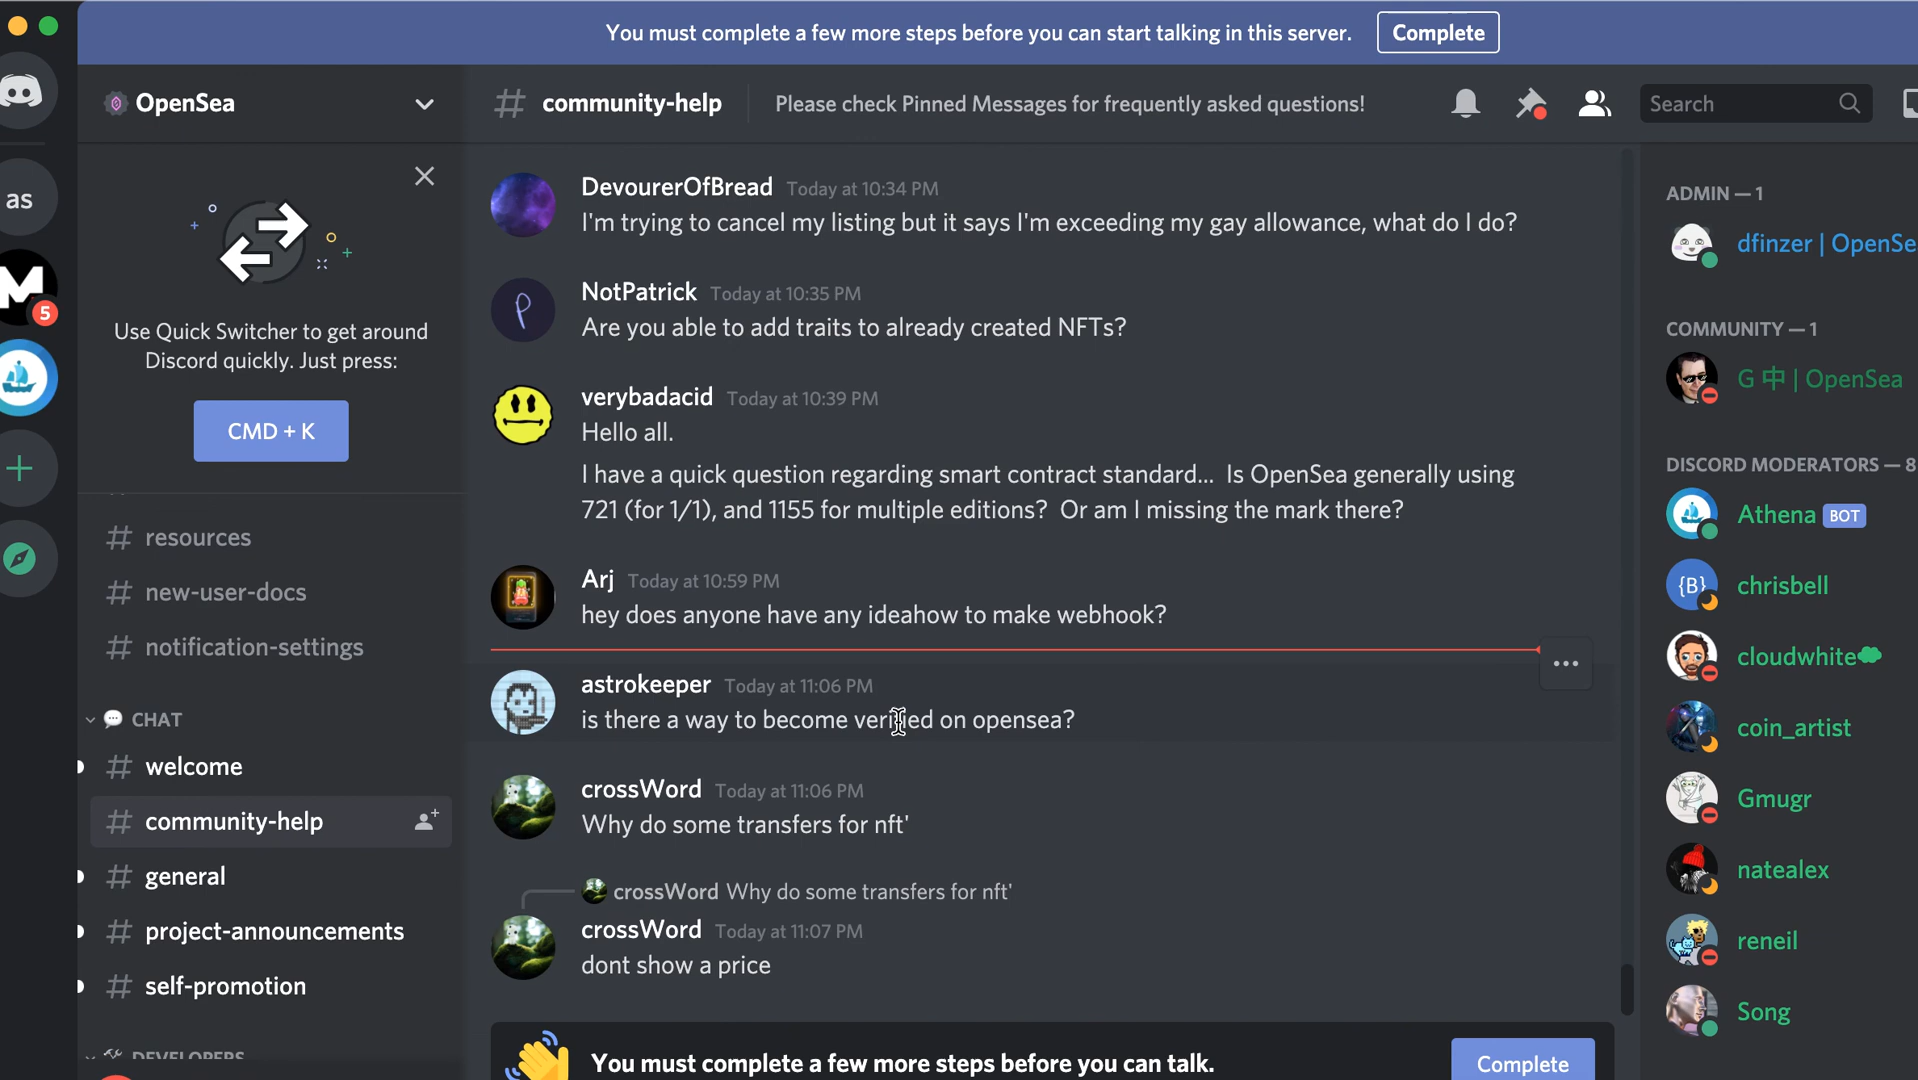 You must complete a few more steps before you can start talking in this server.
Complete
OpenSea
community-help
Please check Pinned Messages for frequently asked questions!
Search
as
5
Use Quick Switcher to get around
Discord quickly. Just press:
CMD + K
resources
new-user-docs
notification-settings
CHAT
welcome
community-help
general
project-announcements
self-promotion
DEVELOPERS
DevourerOfBread Today at 10:34 PM
I'm trying to cancel my listing but it says I'm exceeding my gay allowance, what do I do?
NotPatrick Today at 10:35 PM
Are you able to add traits to already created NFTs?
verybadacid Today at 10:39 PM
Hello all.
I have a quick question regarding smart contract standard... Is OpenSea generally using
721 (for 1/1), and 1155 for multiple editions? Or am I missing the mark there?
Arj Today at 10:59 PM
hey does anyone have any ideahow to make webhook?
astrokeeper Today at 11:06 PM
is there a way to become verified on opensea?
crossWord Today at 11:06 PM
Why do some transfers for nft'
crossWord Why do some transfers for nft'
crossWord Today at 11:07 PM
dont show a price
You must complete a few more steps before you can talk.
Complete
ADMIN — 1
dfinzer | OpenSe
COMMUNITY — 1
G 中 | OpenSea
DISCORD MODERATORS — 8
Athena BOT
{B} chrisbell
cloudwhite
coin_artist
Gmugr
natealex
reneil
Song